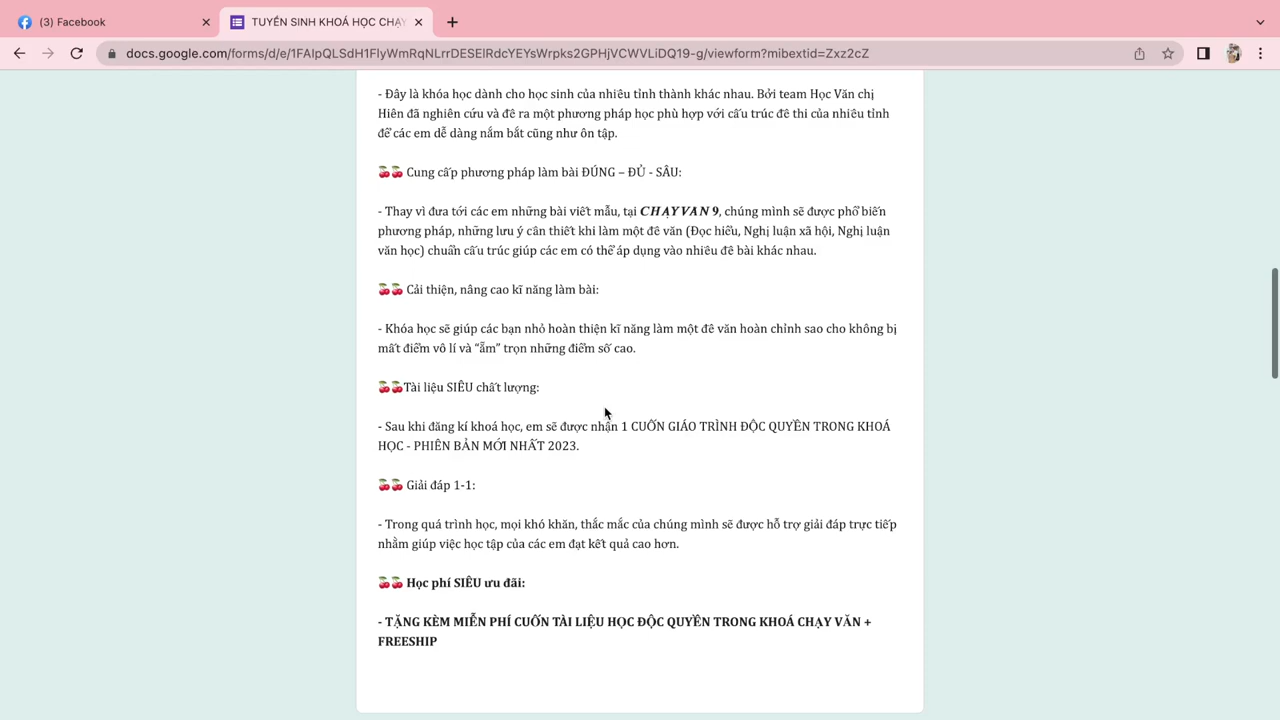 (3) Facebook
TUYỂN SINH KHOÁ HỌC CHẠY
docs.google.com/forms/d/e/1FAIpQLSdH1FlyWmRqNLrrDESElRdcYEYsWrpks2GPHjVCWVLiDQ19-g/viewform?mibextid=Zxz2cZ
- Đây là khóa học dành cho học sinh của nhiều tỉnh thành khác nhau. Bởi team Học Văn chị
Hiên đã nghiên cứu và đề ra một phương pháp học phù hợp với cấu trúc đề thi của nhiều tỉnh
để các em dễ dàng nắm bắt cũng như ôn tập.
🍒🍒 Cung cấp phương pháp làm bài ĐÚNG – ĐỦ - SÂU:
- Thay vì đưa tới các em những bài viết mẫu, tại CHẠY VAN 9, chúng mình sẽ được phổ biến
phương pháp, những lưu ý cần thiết khi làm một đề văn (Đọc hiểu, Nghị luận xã hội, Nghị luận
văn học) chuẩn cấu trúc giúp các em có thể áp dụng vào nhiều đề bài khác nhau.
🍒🍒 Cải thiện, nâng cao kĩ năng làm bài:
- Khóa học sẽ giúp các bạn nhỏ hoàn thiện kĩ năng làm một đề văn hoàn chỉnh sao cho không bị
mất điểm vô lí và “ẵm” trọn những điểm số cao.
🍒🍒Tài liệu SIÊU chất lượng:
- Sau khi đăng kí khoá học, em sẽ được nhận 1 CUỐN GIÁO TRÌNH ĐỘC QUYỀN TRONG KHOÁ
HỌC - PHIÊN BẢN MỚI NHẤT 2023.
🍒🍒 Giải đáp 1-1:
- Trong quá trình học, mọi khó khăn, thắc mắc của chúng mình sẽ được hỗ trợ giải đáp trực tiếp
nhằm giúp việc học tập của các em đạt kết quả cao hơn.
🍒🍒 Học phí SIÊU ưu đãi:
- TẶNG KÈM MIỄN PHÍ CUỐN TÀI LIỆU HỌC ĐỘC QUYỀN TRONG KHOÁ CHẠY VĂN +
FREESHIP